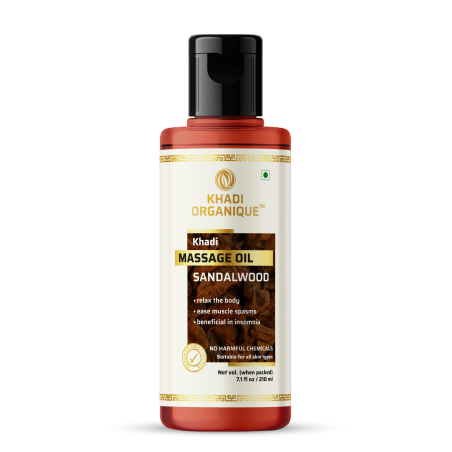 KHADI
ORGANIQUE™
Khadi
MASSAGE OIL
SANDALWOOD
• relax the body
• ease muscle spasms
• beneficial in insomnia
NO HARMFUL CHEMICALS
Suitable for all skin types
Net vol. (when packed)
7.1 fl oz / 210 ml